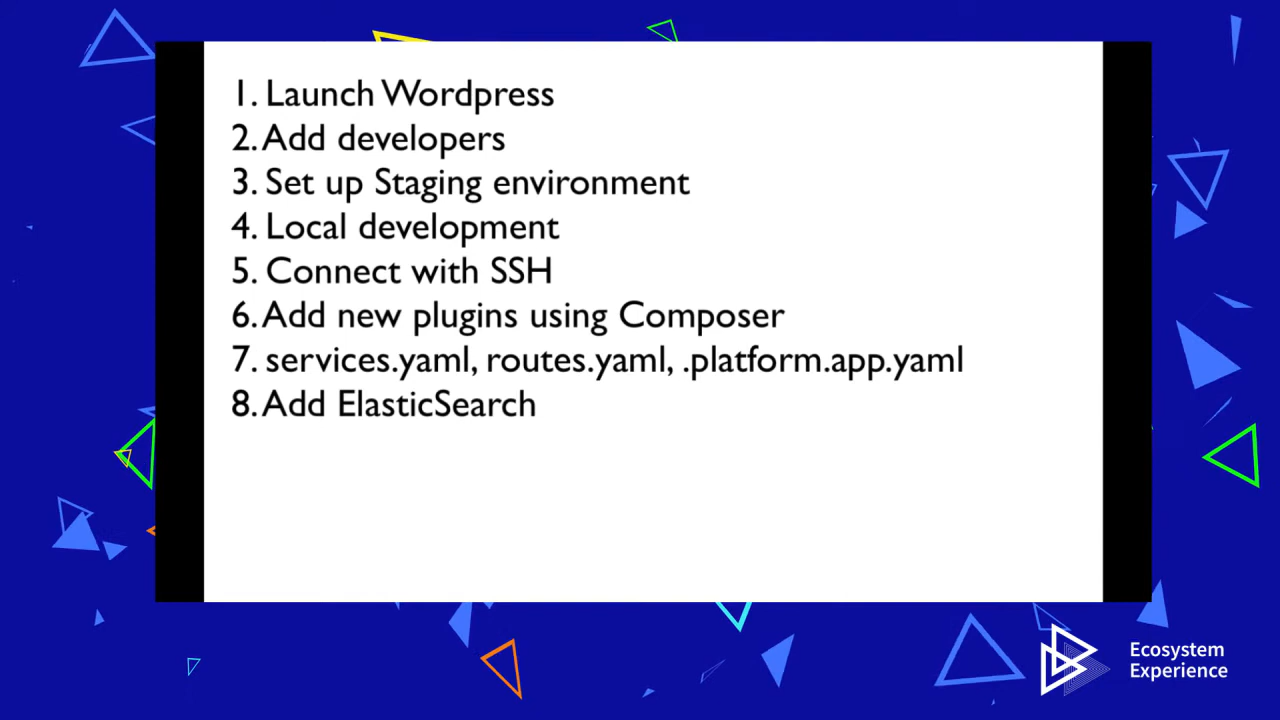 1. Launch Wordpress
2. Add developers
3. Set up Staging environment
4. Local development
5. Connect with SSH
6. Add new plugins using Composer
7. services.yaml, routes.yaml, .platform.app.yaml
8. Add ElasticSearch
Ecosystem
Experience